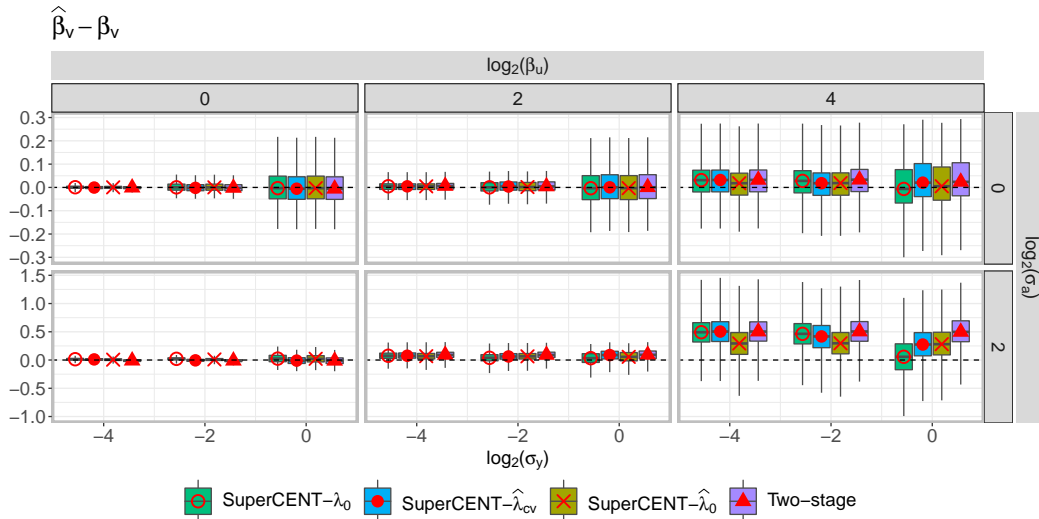 β̂ᵥ − βᵥ
log₂(βᵤ)
0 2 4
0.3
0.2
0.1
0.0
−0.1
−0.2
−0.3
0
1.5
1.0
0.5
0.0
−0.5
−1.0
2
log₂(σₐ)
−4 −2 0 −4 −2 0 −4 −2 0
log₂(σ_y)
SuperCENT−λ₀ SuperCENT−λ̂_cv SuperCENT−λ̂₀ Two−stage